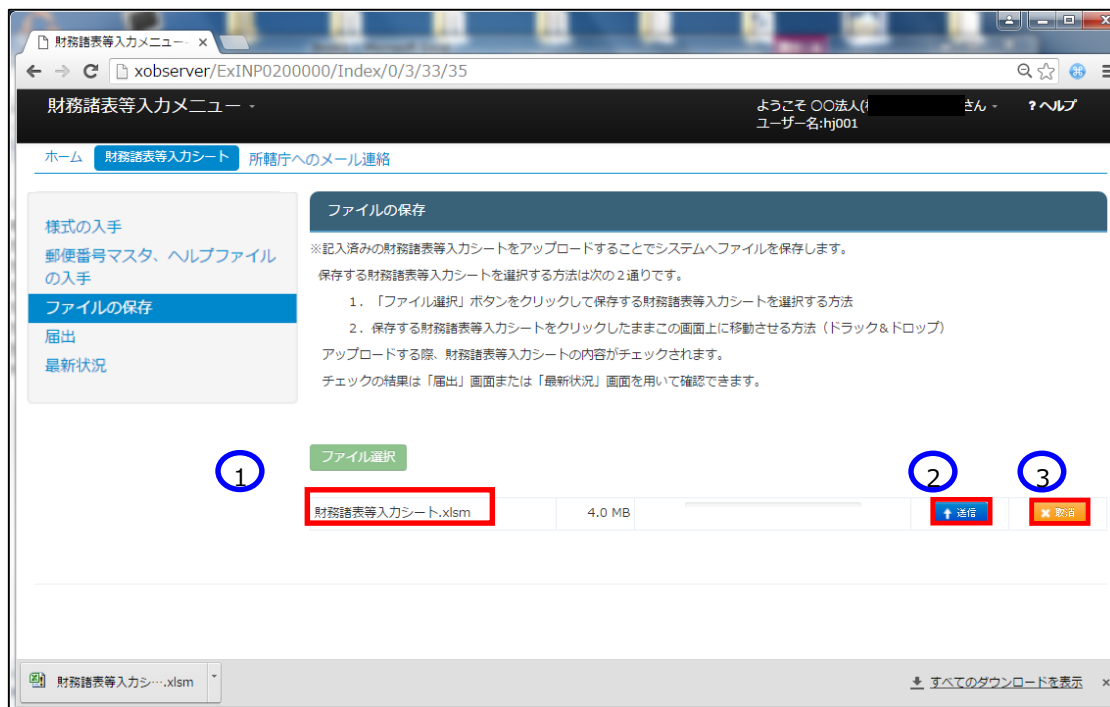 財務諸表等入力メニュー-
xobserver/ExINP0200000/Index/0/3/33/35
財務諸表等入力メニュー
ようこそ 〇〇法人(
さん
?ヘルプ
ユーザー名:hj001
ホーム
財務諸表等入力シート
所轄庁へのメール連絡
様式の入手
郵便番号マスタ、ヘルプファイル
の入手
ファイルの保存
届出
最新状況
ファイルの保存
※記入済みの財務諸表等入力シートをアップロードすることでシステムへファイルを保存します。
保存する財務諸表等入力シートを選択する方法は次の2通りです。
1.「ファイル選択」ボタンをクリックして保存する財務諸表等入力シートを選択する方法
2.保存する財務諸表等入力シートをクリックしたままこの画面上に移動させる方法(ドラック&ドロップ)
アップロードする際、財務諸表等入力シートの内容がチェックされます。
チェックの結果は「届出」画面または「最新状況」画面を用いて確認できます。
ファイル選択
1
2
3
財務諸表等入力シート.xlsm
4.0 MB
送信
取消
財務諸表等入力シ….xlsm
すべてのダウンロードを表示